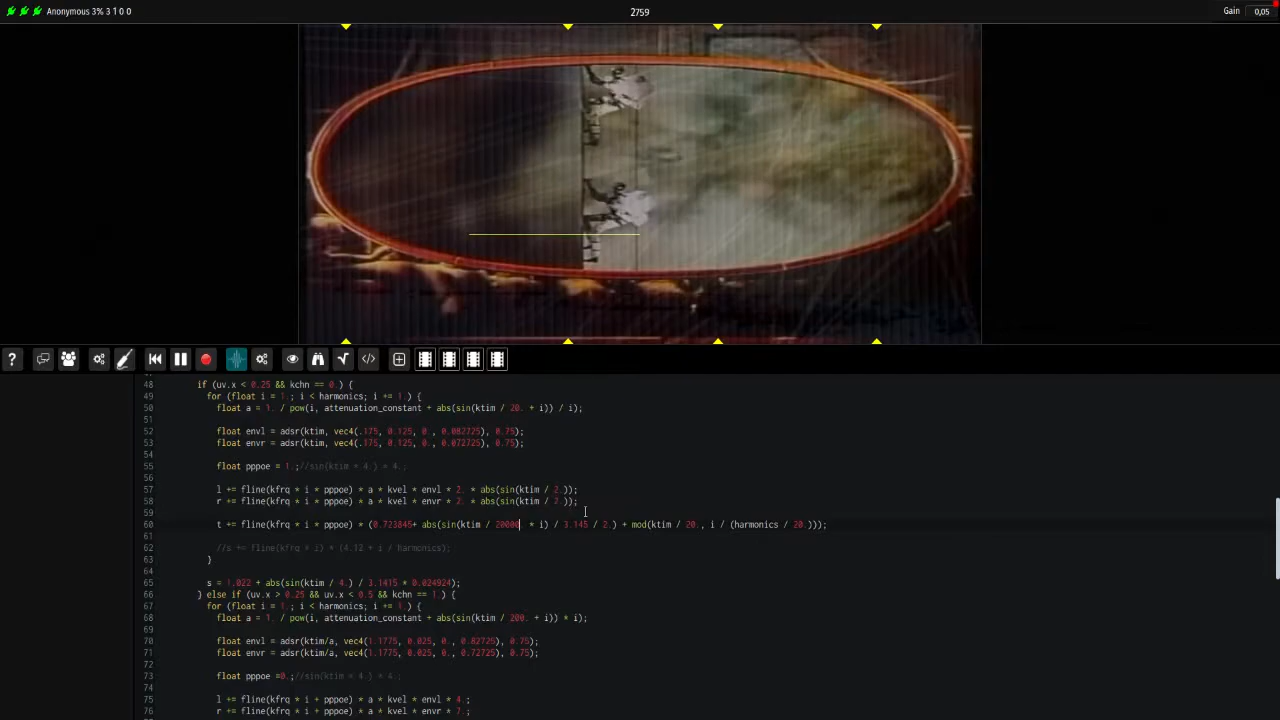 Anonymous 3% 3 1 0 0
2759
Gain 0,05
?
48 if (uv.x < 0.25 && kchn == 0.) {
49 for (float i = 1.; i < harmonics; i += 1.) {
50 float a = 1. / pow(i, attenuation_constant + abs(sin(ktim / 20. + i)) / i);
51
52 float envl = adsr(ktim, vec4(.175, 0.125, 0., 0.082725), 0.75);
53 float envr = adsr(ktim, vec4(.175, 0.125, 0., 0.072725), 0.75);
54
55 float pppoe = 1.;//sin(ktim * 4.) * 4.;
56
57 l += fline(kfrq * i * pppoe) * a * kvel * envl * 2. * abs(sin(ktim / 2.));
58 r += fline(kfrq * i * pppoe) * a * kvel * envr * 2. * abs(sin(ktim / 2.));
59
60 t += fline(kfrq * i * pppoe) * (0.723845+ abs(sin(ktim / 20000 * i) / 3.145 / 2.) + mod(ktim / 20., i / (harmonics / 20.)));
61
62 //s += fline(kfrq * i) * (4.12 + i / harmonics);
63 }
64
65 s = 1.022 + abs(sin(ktim / 4.) / 3.1415 * 0.024924);
66 } else if (uv.x > 0.25 && uv.x < 0.5 && kchn == 1.) {
67 for (float i = 1.; i < harmonics; i += 1.) {
68 float a = 1. / pow(i, attenuation_constant + abs(sin(ktim / 200. + i)) * i);
69
70 float envl = adsr(ktim/a, vec4(1.1775, 0.025, 0., 0.82725), 0.75);
71 float envr = adsr(ktim/a, vec4(1.1775, 0.025, 0., 0.72725), 0.75);
72
73 float pppoe =0.;//sin(ktim * 4.) * 4.;
74
75 l += fline(kfrq * i + pppoe) * a * kvel * envl * 4.;
76 r += fline(kfrq * i + pppoe) * a * kvel * envr * 7.;